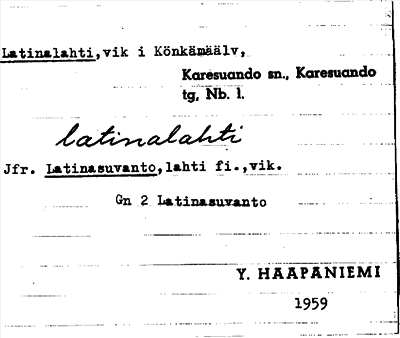 Latinalahti, vik i Könkämäälv,
Karesuando sn., Karesuando
tg, Nb. l.
latinalahti
Jfr. Latinasuvanto, lahti fi., vik.
Gn 2 Latinasuvanto
Y. HAAPANIEMI
1959